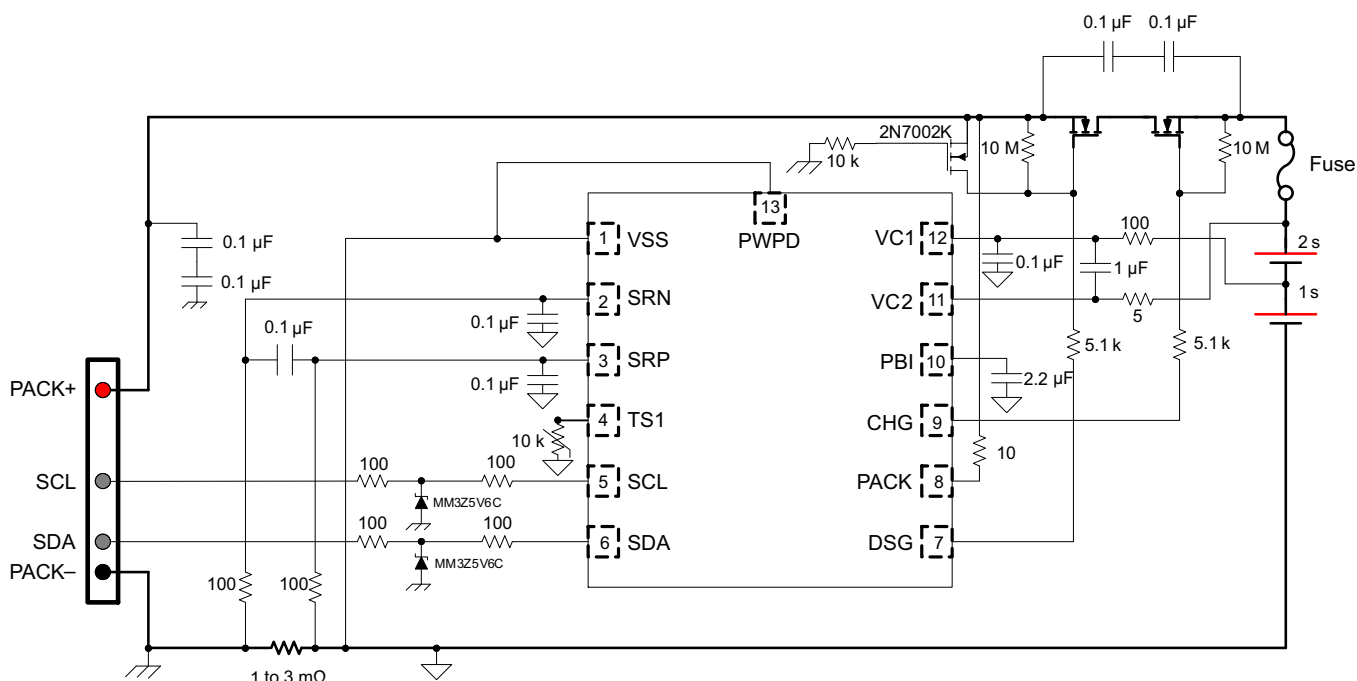 0.1 µF 0.1 µF
2N7002K
10 k
10 M
10 M
Fuse
13
PWPD
0.1 µF
0.1 µF
1 VSS
VC1 12
100
0.1 µF
1 µF
2 s
1 s
2 SRN
VC2 11
5
0.1 µF
0.1 µF
3 SRP
PBI 10
5.1 k
5.1 k
0.1 µF
2.2 µF
PACK+
4 TS1
CHG 9
10 k
10
SCL
100
100
5 SCL
PACK 8
MM3Z5V6C
SDA
100
100
6 SDA
DSG 7
MM3Z5V6C
PACK–
100
100
1 to 3 mΩ